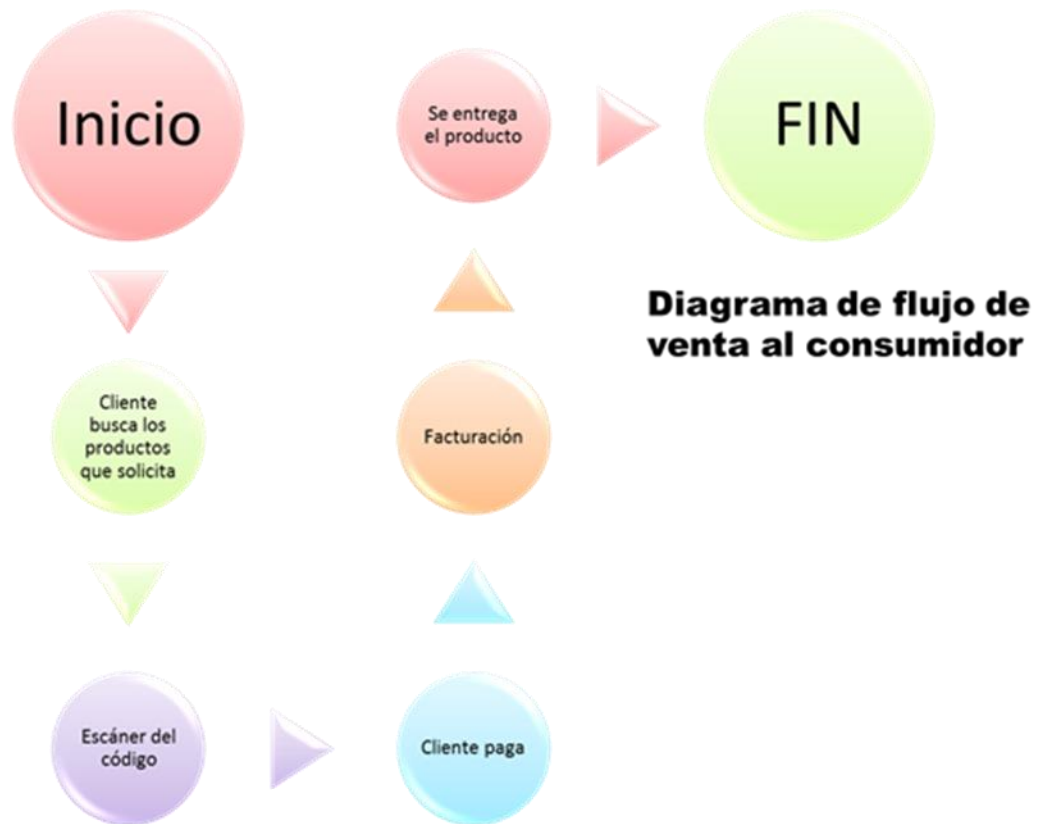 Inicio
Cliente
busca los
productos
que solicita
Escáner del
código
Cliente paga
Facturación
Se entrega
el producto
FIN
Diagrama de flujo de
venta al consumidor